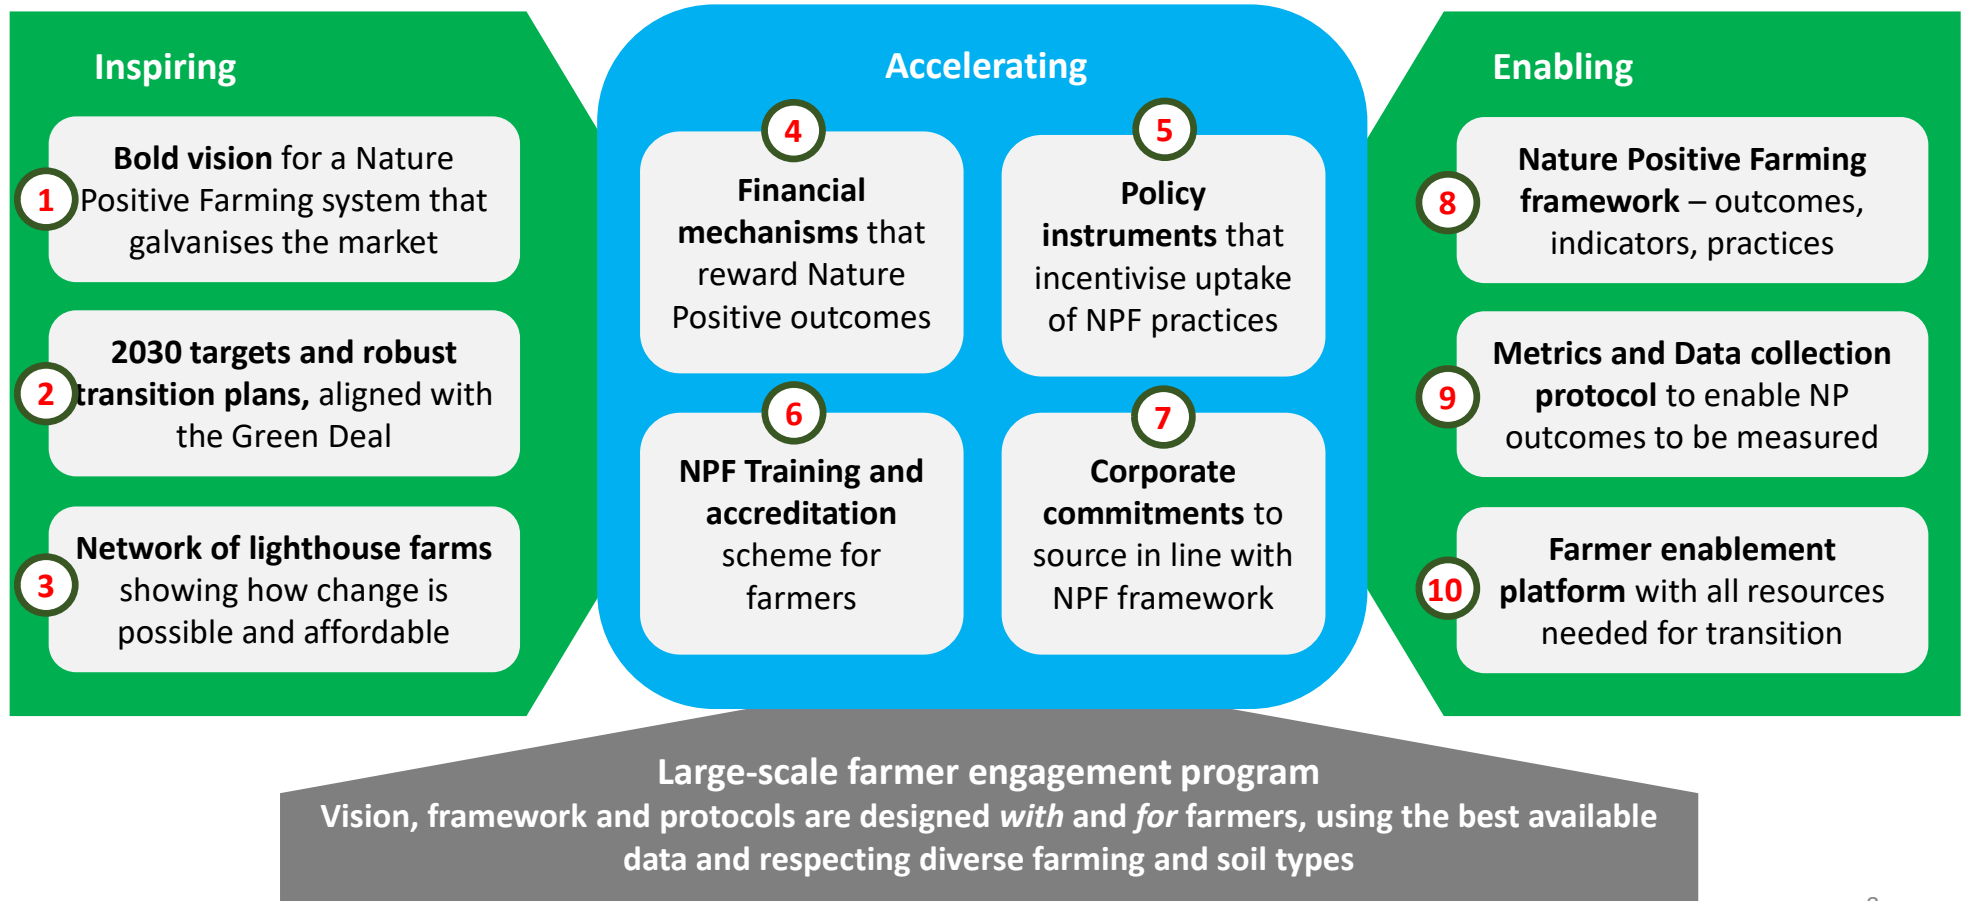 Inspiring
1
Bold vision for a Nature
Positive Farming system that
galvanises the market
2
2030 targets and robust
transition plans, aligned with
the Green Deal
3
Network of lighthouse farms
showing how change is
possible and affordable
Accelerating
4
Financial
mechanisms that
reward Nature
Positive outcomes
5
Policy
instruments that
incentivise uptake
of NPF practices
6
NPF Training and
accreditation
scheme for
farmers
7
Corporate
commitments to
source in line with
NPF framework
Enabling
8
Nature Positive Farming
framework – outcomes,
indicators, practices
9
Metrics and Data collection
protocol to enable NP
outcomes to be measured
10
Farmer enablement
platform with all resources
needed for transition
Large-scale farmer engagement program
Vision, framework and protocols are designed with and for farmers, using the best available
data and respecting diverse farming and soil types